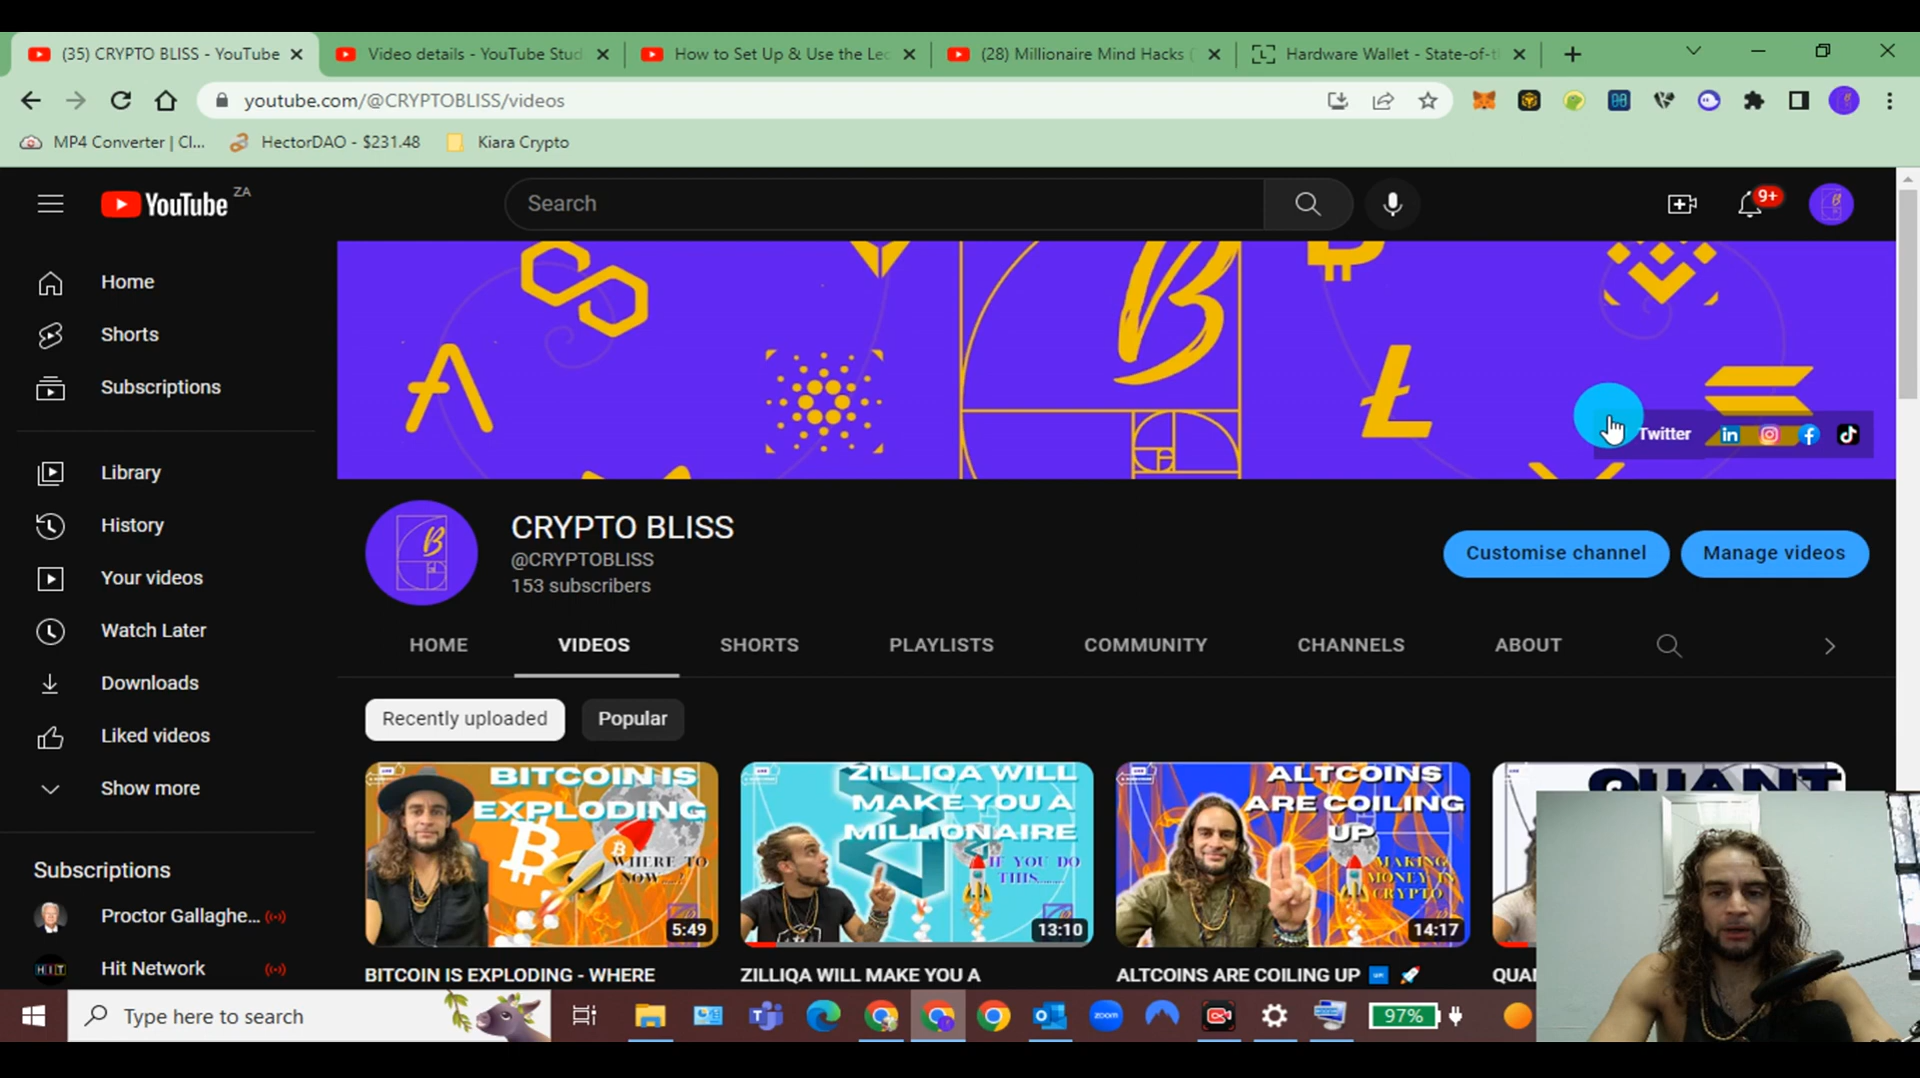 (35) CRYPTO BLISS - YouTube
Video details - YouTube Stud
How to Set Up & Use the Led
(28) Millionaire Mind Hacks (
Hardware Wallet - State-of-t
youtube.com/@CRYPTOBLISS/videos
MP4 Converter | Cl...
HectorDAO - $231.48
Kiara Crypto
YouTube ZA
Search
9+
Home
Shorts
Subscriptions
Library
History
Your videos
Watch Later
Downloads
Liked videos
Show more
Subscriptions
Proctor Gallaghe...
HIT
Hit Network
B
Twitter
CRYPTO BLISS
@CRYPTOBLISS
153 subscribers
Customise channel
Manage videos
HOME
VIDEOS
SHORTS
PLAYLISTS
COMMUNITY
CHANNELS
ABOUT
Recently uploaded
Popular
BITCOIN IS
EXPLODING
WHERE TO
NOW.....?
5:49
ZILLIQA WILL
MAKE YOU A
MILLIONAIRE
IF YOU DO
THIS........
13:10
ALTCOINS
ARE COILING
UP
MAKING
MONEY IN
CRYPTO
14:17
QUANT
BITCOIN IS EXPLODING - WHERE
ZILLIQA WILL MAKE YOU A
ALTCOINS ARE COILING UP
QUA
Type here to search
zoom
97%